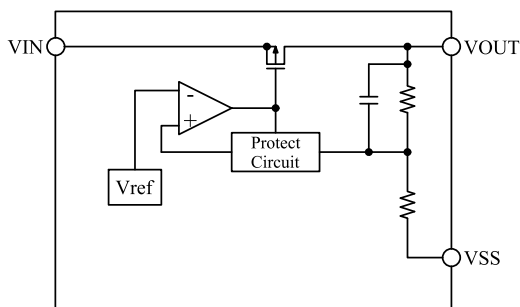 VIN
VOUT
-
+
Protect
Circuit
Vref
VSS